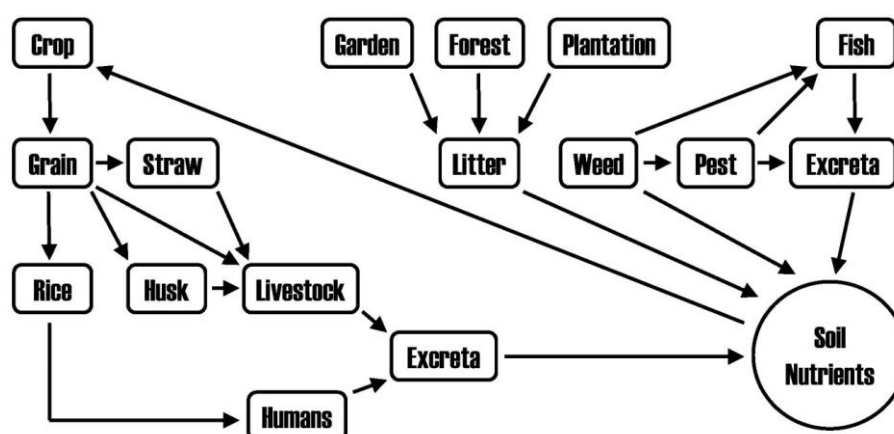 Crop
Garden
Forest
Plantation
Fish
Grain
Straw
Litter
Weed
Pest
Excreta
Rice
Husk
Livestock
Excreta
Humans
Soil
Nutrients